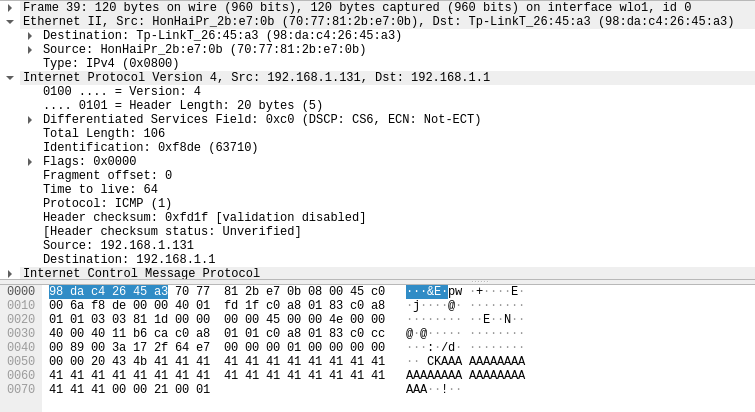 Frame 39: 120 bytes on wire (960 bits), 120 bytes captured (960 bits) on interface wlo1, id 0
Ethernet II, Src: HonHaiPr_2b:e7:0b (70:77:81:2b:e7:0b), Dst: Tp-LinkT_26:45:a3 (98:da:c4:26:45:a3)
Destination: Tp-LinkT_26:45:a3 (98:da:c4:26:45:a3)
Source: HonHaiPr_2b:e7:0b (70:77:81:2b:e7:0b)
Type: IPv4 (0x0800)
Internet Protocol Version 4, Src: 192.168.1.131, Dst: 192.168.1.1
0100 .... = Version: 4
.... 0101 = Header Length: 20 bytes (5)
Differentiated Services Field: 0xc0 (DSCP: CS6, ECN: Not-ECT)
Total Length: 106
Identification: 0xf8de (63710)
Flags: 0x0000
Fragment offset: 0
Time to live: 64
Protocol: ICMP (1)
Header checksum: 0xfd1f [validation disabled]
[Header checksum status: Unverified]
Source: 192.168.1.131
Destination: 192.168.1.1
Internet Control Message Protocol
0000 98 da c4 26 45 a3 70 77 81 2b e7 0b 08 00 45 c0 ···&E·pw ·+····E·
0010 00 6a f8 de 00 00 40 01 fd 1f c0 a8 01 83 c0 a8 ·j····@· ········
0020 01 01 03 03 81 1d 00 00 00 00 45 00 00 4e 00 00 ········ ··E··N··
0030 40 00 40 11 b6 ca c0 a8 01 01 c0 a8 01 83 c0 cc @·@····· ········
0040 00 89 00 3a 17 2f 64 e7 00 00 00 01 00 00 00 00 ···:·/d· ········
0050 00 00 20 43 4b 41 41 41 41 41 41 41 41 41 41 41 ·· CKAAA AAAAAAAA
0060 41 41 41 41 41 41 41 41 41 41 41 41 41 41 41 41 AAAAAAAA AAAAAAAA
0070 41 41 41 00 00 21 00 01 AAA··!··